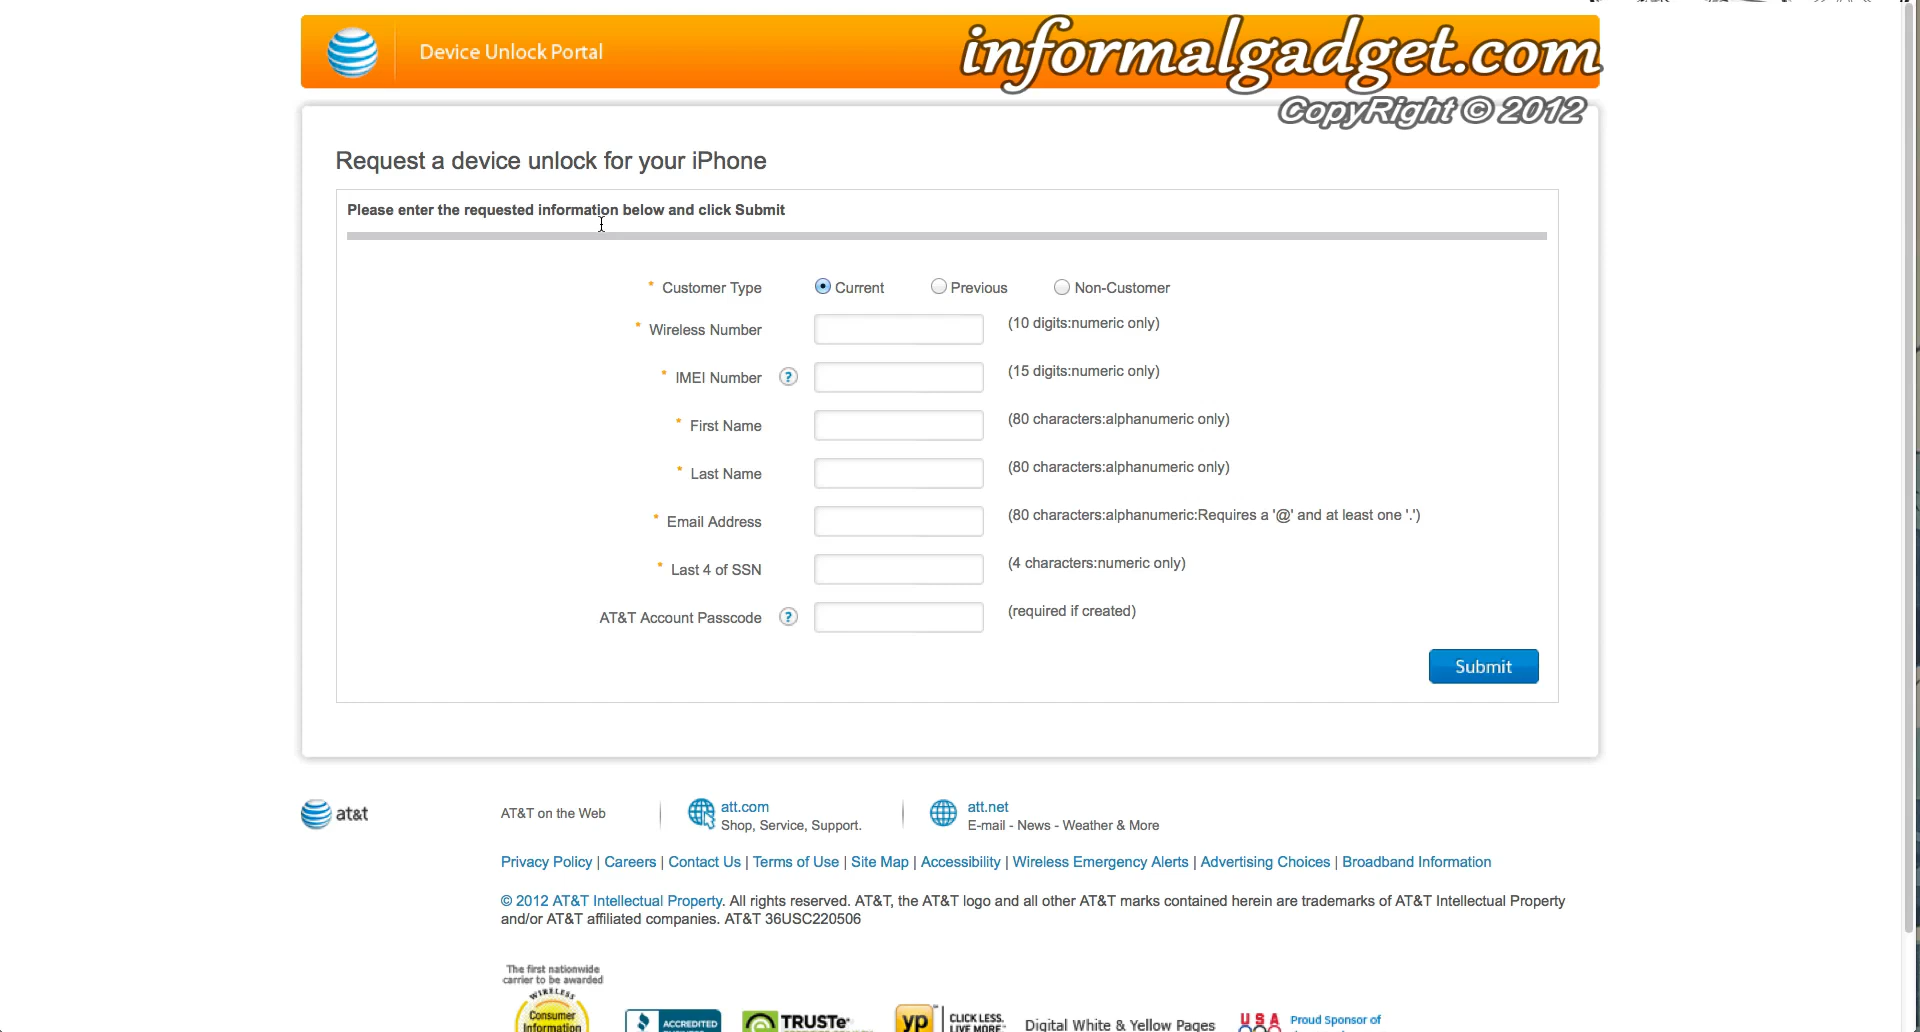 Device Unlock Portal
informalgadget.com
CopyRight © 2012
Request a device unlock for your iPhone
Please enter the requested information below and click Submit
* Customer Type Current Previous Non-Customer
* Wireless Number (10 digits:numeric only)
* IMEI Number ? (15 digits:numeric only)
* First Name (80 characters:alphanumeric only)
* Last Name (80 characters:alphanumeric only)
* Email Address (80 characters:alphanumeric:Requires a '@' and at least one '.')
* Last 4 of SSN (4 characters:numeric only)
AT&T Account Passcode ? (required if created)
Submit
at&t
AT&T on the Web
att.com
Shop, Service, Support.
att.net
E-mail - News - Weather & More
Privacy Policy | Careers | Contact Us | Terms of Use | Site Map | Accessibility | Wireless Emergency Alerts | Advertising Choices | Broadband Information
© 2012 AT&T Intellectual Property. All rights reserved. AT&T, the AT&T logo and all other AT&T marks contained herein are trademarks of AT&T Intellectual Property
and/or AT&T affiliated companies. AT&T 36USC220506
The first nationwide
carrier to be awarded
WIRELESS
Consumer
Information
ACCREDITED
TRUSTe
yp
CLICK LESS.
LIVE MORE
Digital White & Yellow Pages
USA
Proud Sponsor of